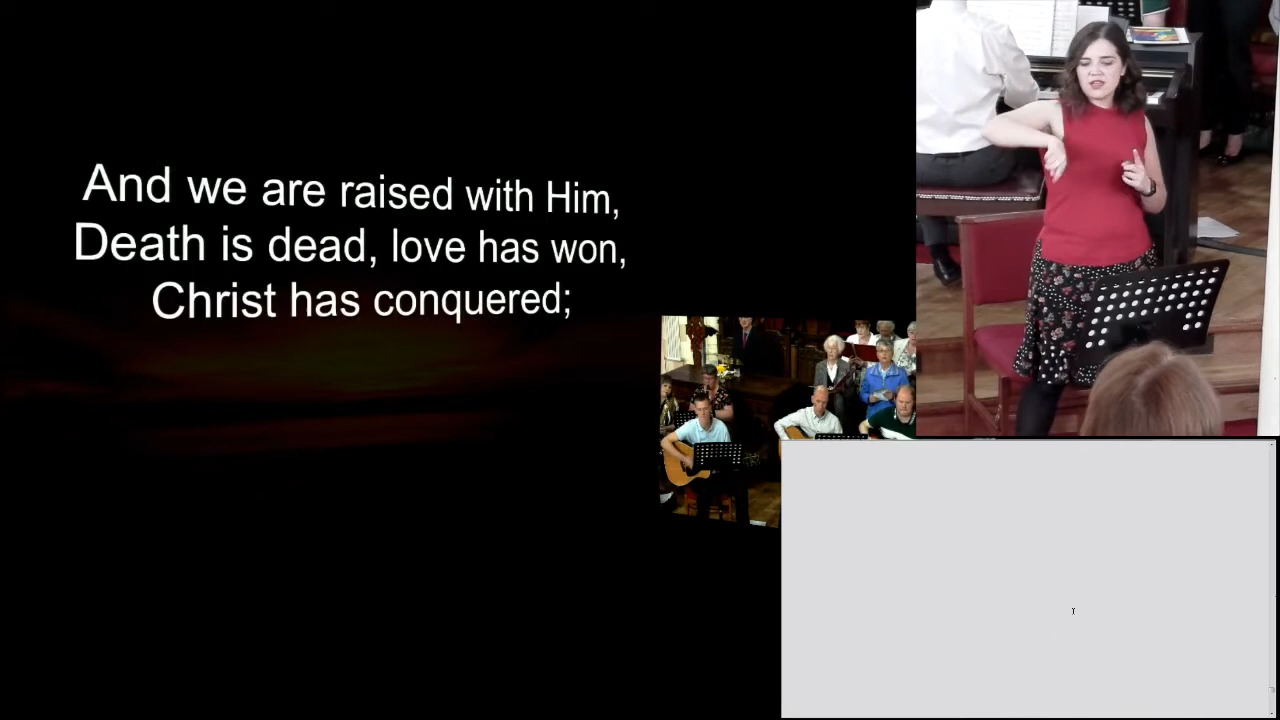 And we are raised with Him,
Death is dead, love has won,
Christ has conquered;